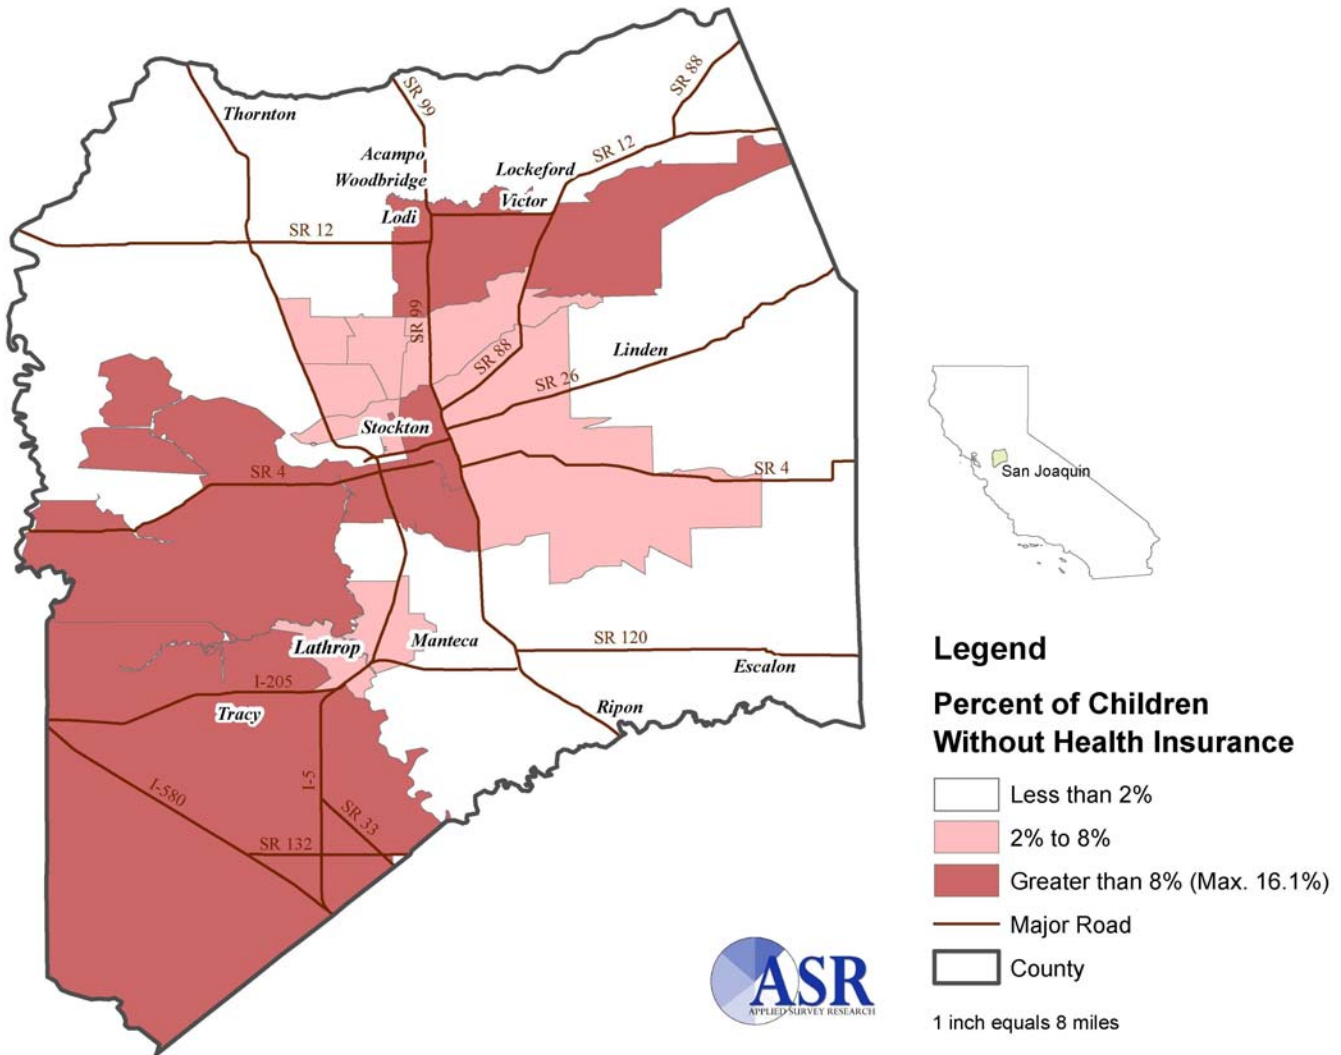 SR 88
SR 99
Thornton
SR 12
Acampo
Woodbridge
Lockeford
Victor
Lodi
SR 12
SR 99
SR 88
Linden
SR 26
Stockton
SR 4
SR 4
San Joaquin
Lathrop
Manteca
SR 120
Escalon
I-205
Tracy
Ripon
I-580
I-5
SR 33
SR 132
Legend
Percent of Children
Without Health Insurance
Less than 2%
2% to 8%
Greater than 8% (Max. 16.1%)
Major Road
County
1 inch equals 8 miles
ASR
APPLIED SURVEY RESEARCH